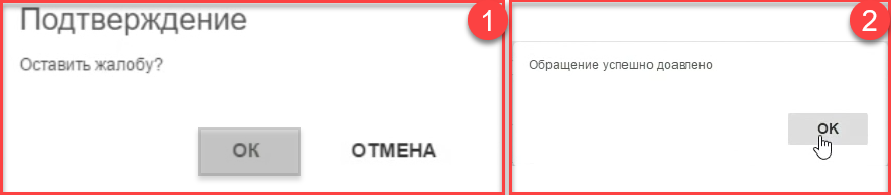 Подтверждение
1
Оставить жалобу?
ОК
ОТМЕНА
2
Обращение успешно доавлено
ОК